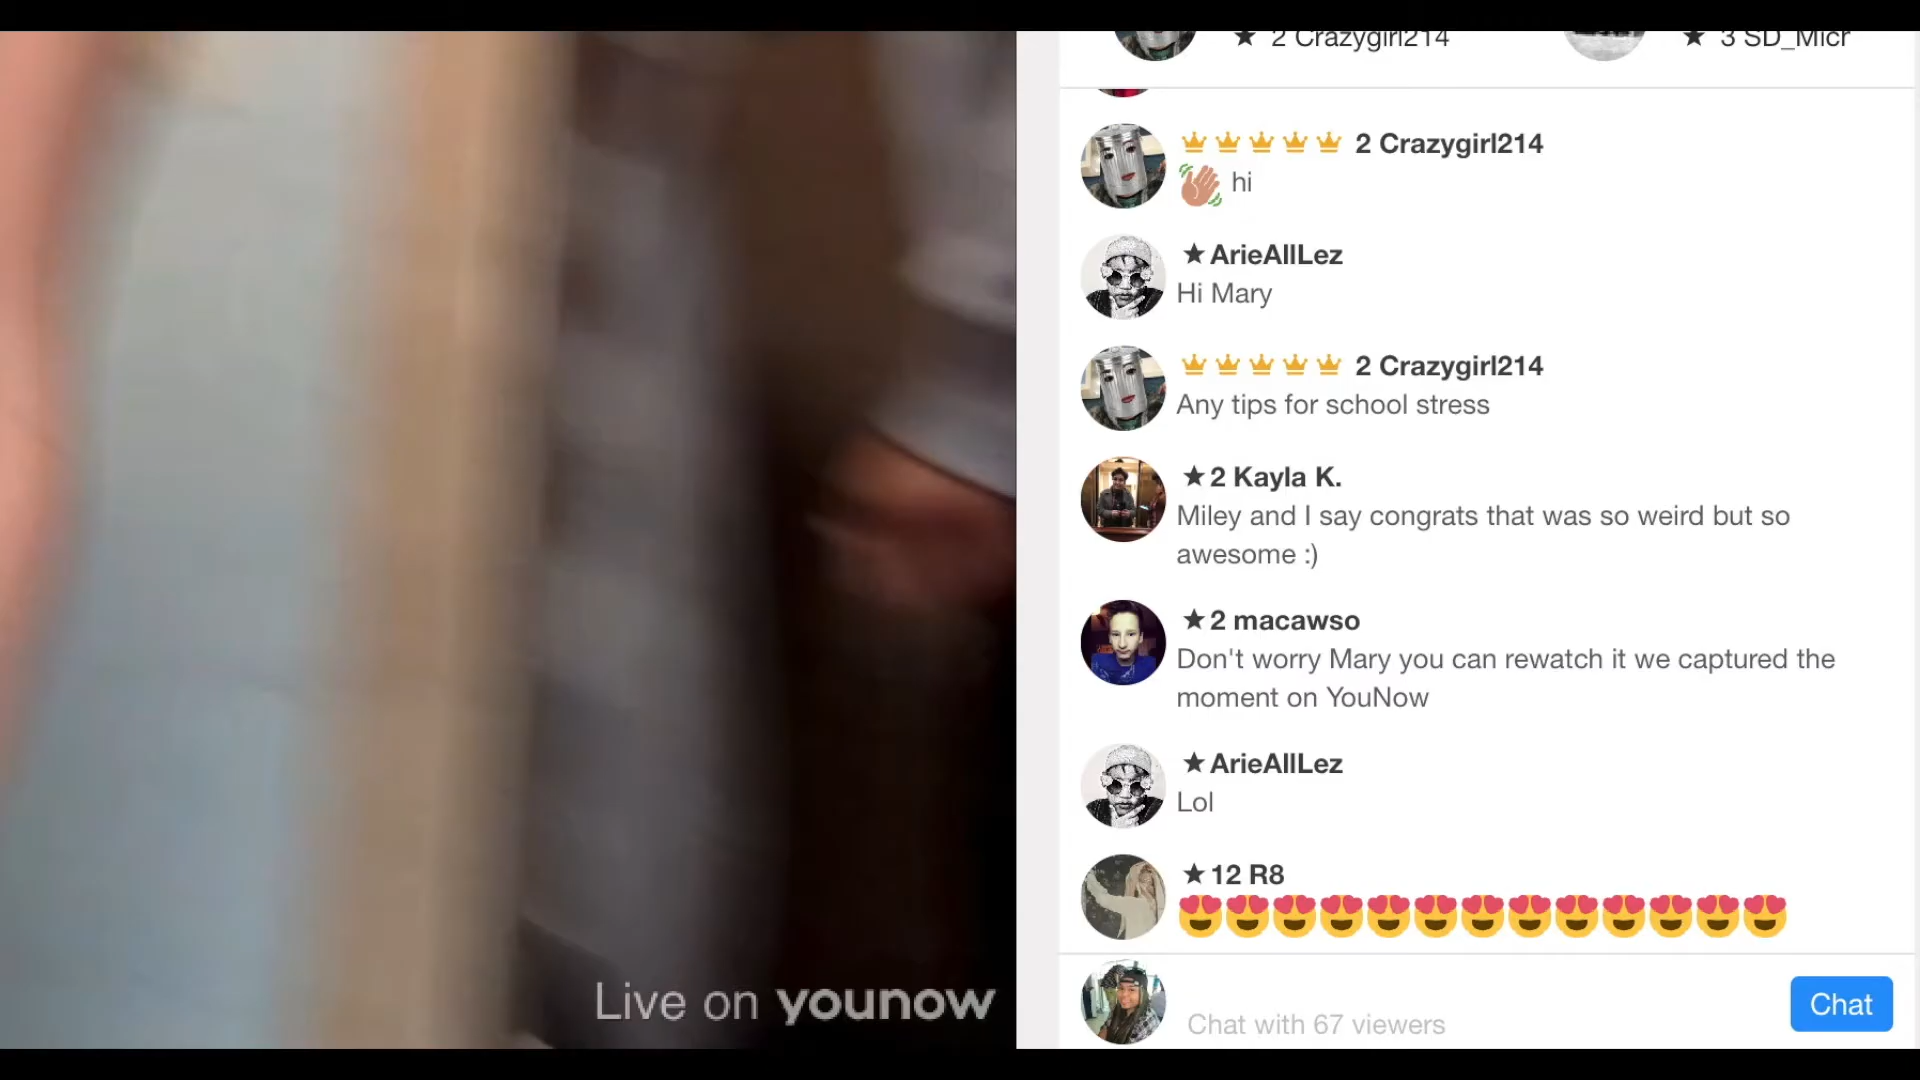 ★ 2 Crazygirl214
★ 3 SD_Micr
2 Crazygirl214
hi
★ ArieAllLez
Hi Mary
2 Crazygirl214
Any tips for school stress
★ 2 Kayla K.
Miley and I say congrats that was so weird but so
awesome :)
★ 2 macawso
Don't worry Mary you can rewatch it we captured the
moment on YouNow
★ ArieAllLez
Lol
★ 12 R8
Live on younow
Chat with 67 viewers
Chat